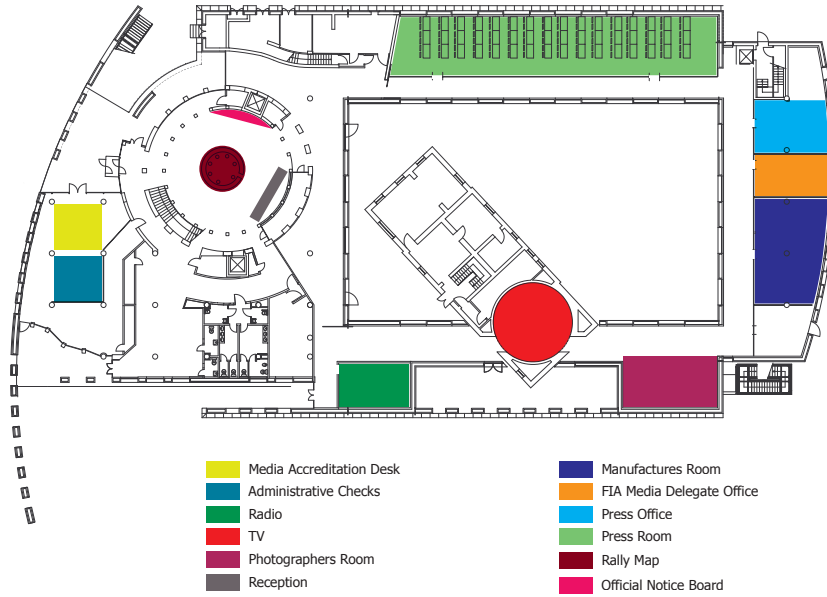 Media Accreditation Desk
Administrative Checks
Radio
TV
Photographers Room
Reception
Manufactures Room
FIA Media Delegate Office
Press Office
Press Room
Rally Map
Official Notice Board